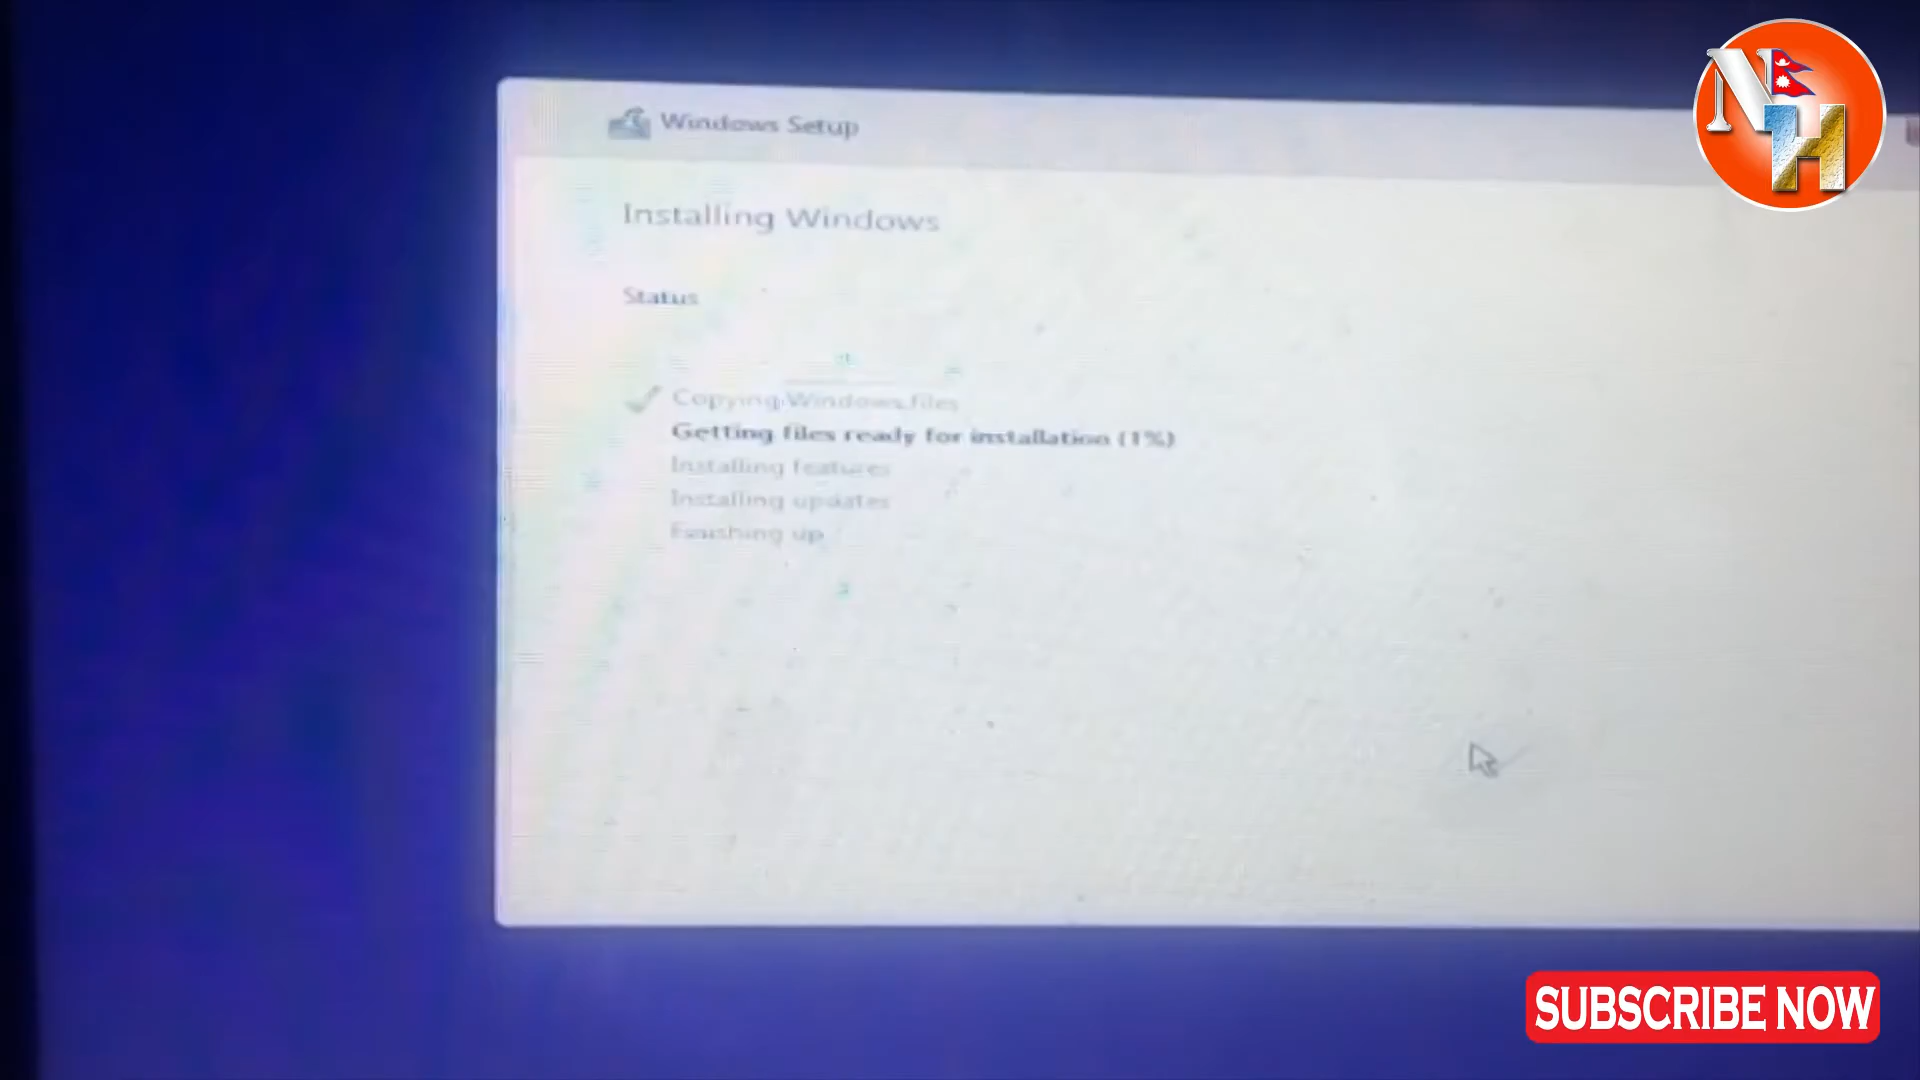 NH
Windows Setup
Installing Windows
Status
Copying Windows files
Getting files ready for installation (1%)
Installing features
Installing updates
Finishing up
SUBSCRIBE NOW